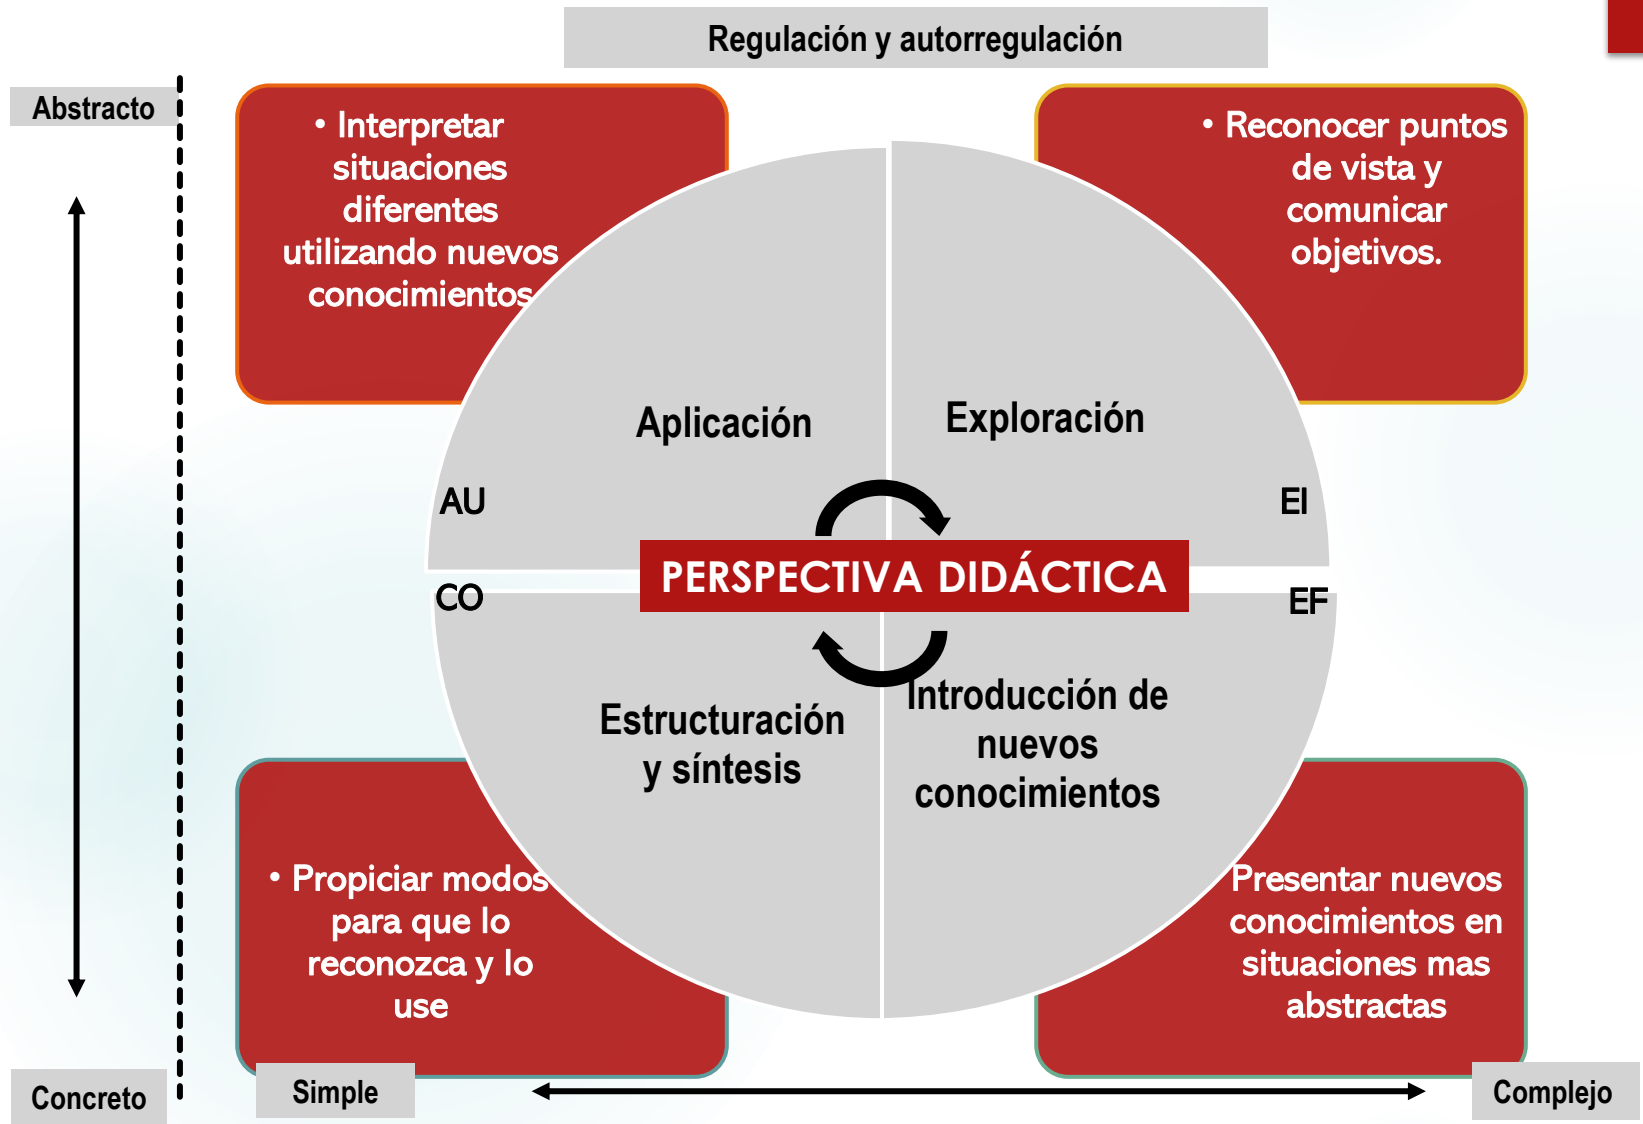 Regulación y autorregulación
Abstracto
• Interpretar
situaciones
diferentes
utilizando nuevos
conocimientos
• Reconocer puntos
de vista y
comunicar
objetivos.
Aplicación
Exploración
AU
EI
PERSPECTIVA DIDÁCTICA
CO
EF
Estructuración
y síntesis
Introducción de
nuevos
conocimientos
• Propiciar modos
para que lo
reconozca y lo
use
Presentar nuevos
conocimientos en
situaciones mas
abstractas
Concreto
Simple
Complejo